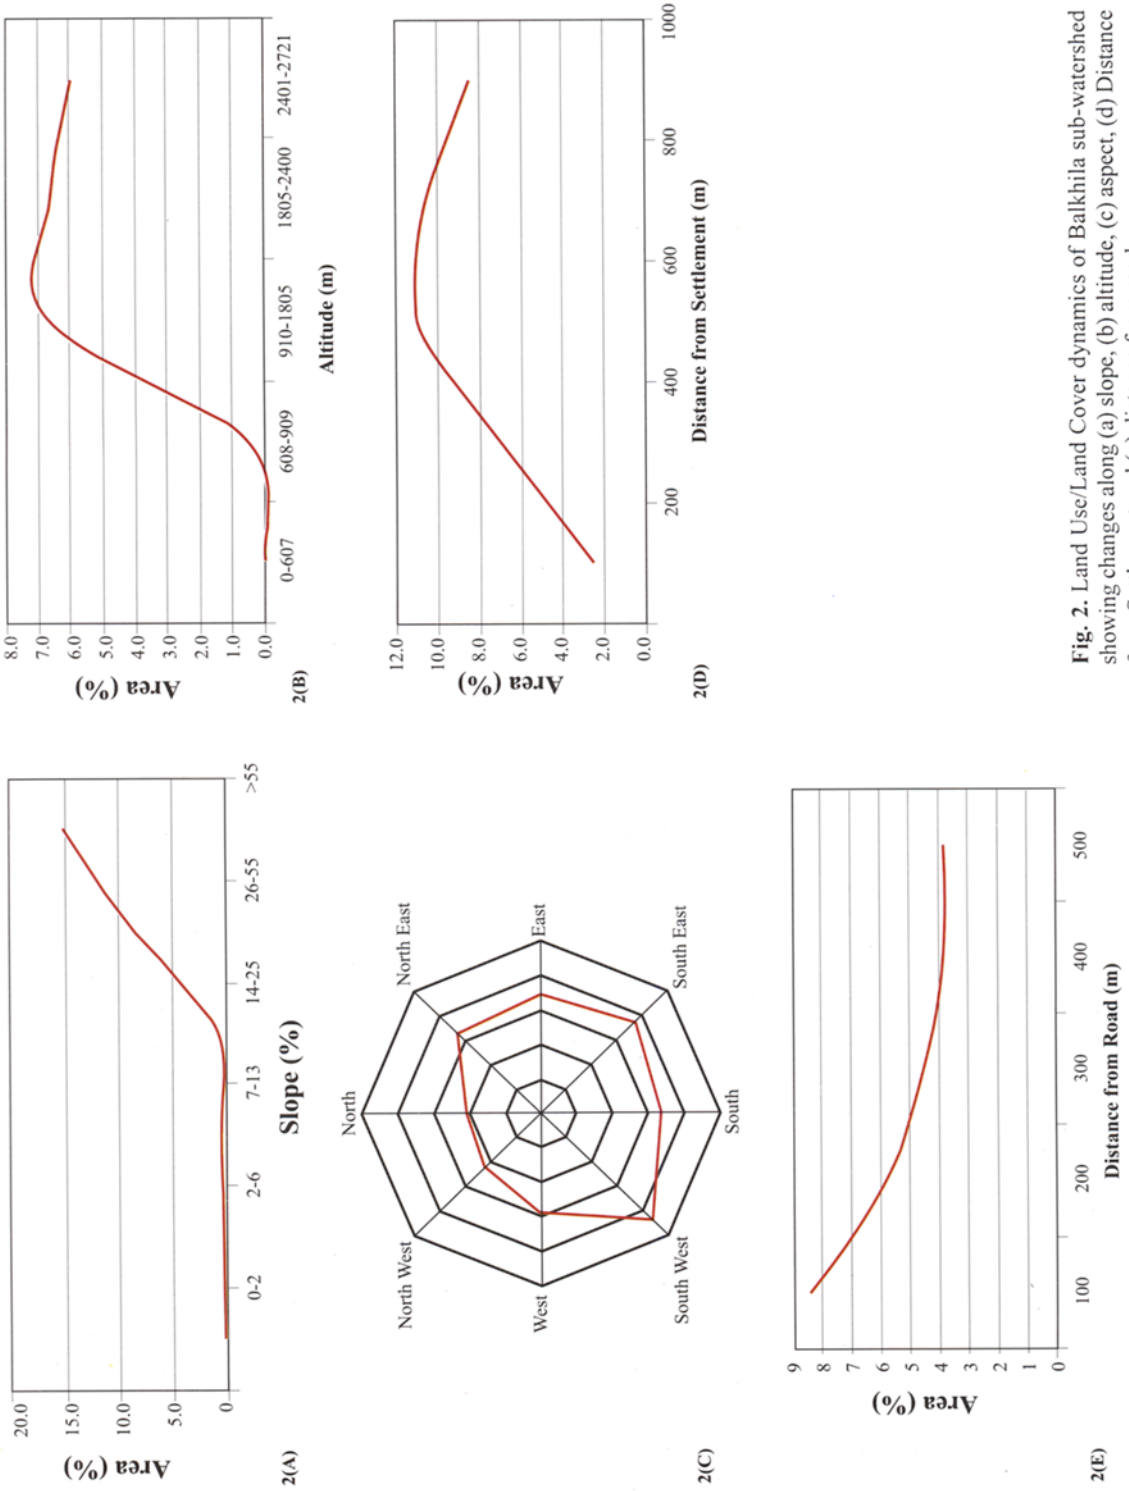 20.0
15.0
10.0
5.0
0
Area (%)
0-2
2-6
7-13
14-25
26-55
>55
Slope (%)
2(A)
8.0
7.0
6.0
5.0
4.0
3.0
2.0
1.0
0.0
Area (%)
0-607
608-909
910-1805
1805-2400
2401-2721
Altitude (m)
2(B)
North
North East
East
South East
South
South West
West
North West
2(C)
12.0
10.0
8.0
6.0
4.0
2.0
0.0
Area (%)
200
400
600
800
1000
Distance from Settlement (m)
2(D)
9
8
7
6
5
4
3
2
1
0
Area (%)
100
200
300
400
500
Distance from Road (m)
2(E)
Fig. 2. Land Use/Land Cover dynamics of Balkhila sub-watershed
showing changes along (a) slope, (b) altitude, (c) aspect, (d) Distance